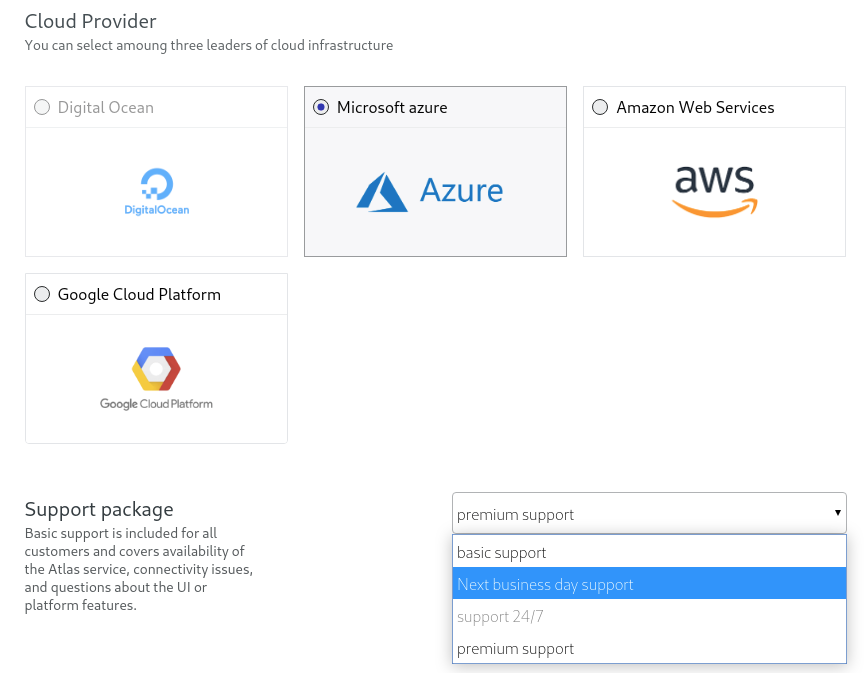 Cloud Provider
You can select amoung three leaders of cloud infrastructure
Digital Ocean
Microsoft azure
Amazon Web Services
DigitalOcean
Azure
aws
Google Cloud Platform
Google Cloud Platform
Support package
Basic support is included for all
customers and covers availability of
the Atlas service, connectivity issues,
and questions about the UI or
platform features.
premium support
basic support
Next business day support
support 24/7
premium support